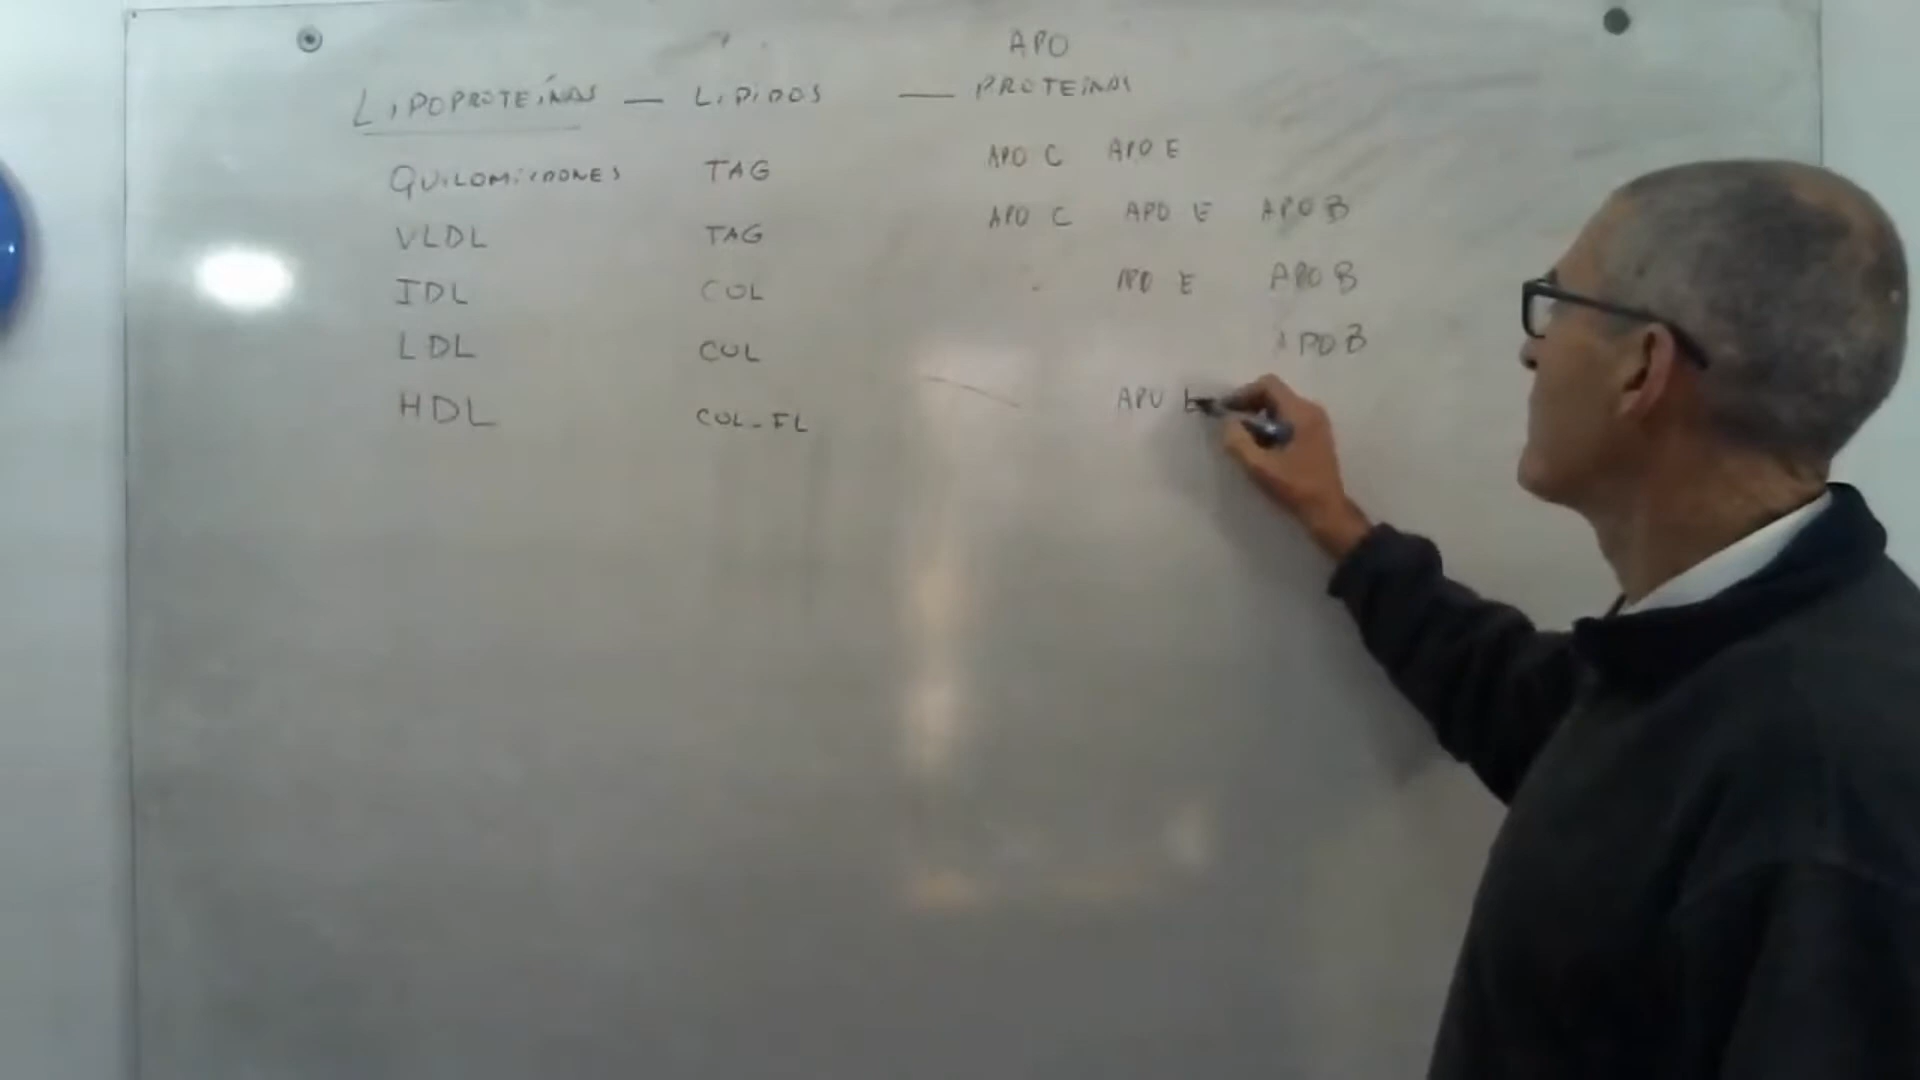 APO
LIPOPROTEÍNAS — LIPIDOS — PROTEINAS
QUILOMICRONES TAG APO C APO E
VLDL TAG APO C APO E APO B
IDL COL APO E APO B
LDL COL APO B
HDL COL-FL APO